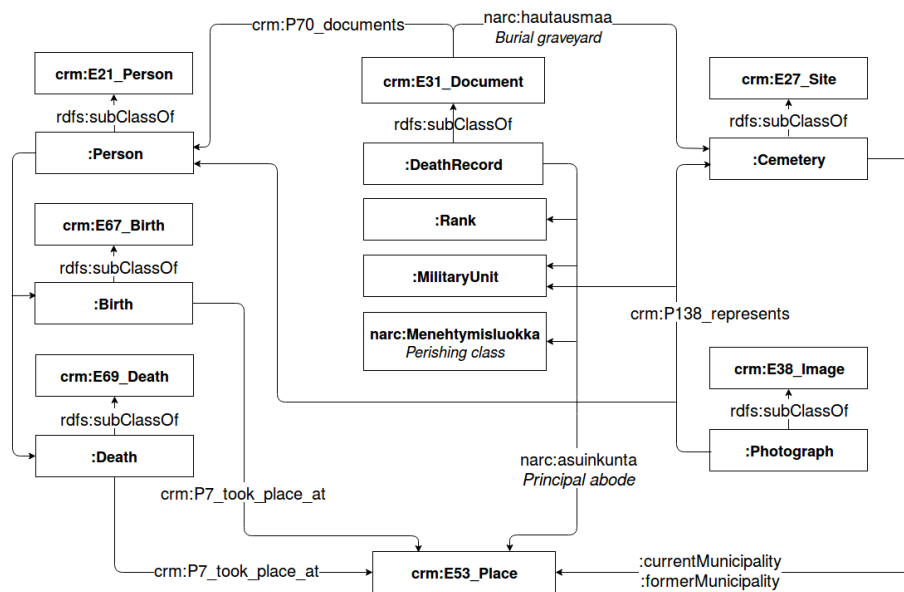 crm:P70_documents
narc:hautausmaa
Burial graveyard
crm:E21_Person
crm:E31_Document
crm:E27_Site
rdfs:subClassOf
rdfs:subClassOf
rdfs:subClassOf
:Person
:DeathRecord
:Cemetery
crm:E67_Birth
:Rank
rdfs:subClassOf
:MilitaryUnit
:Birth
crm:P138_represents
narc:Menehtymisluokka
Perishing class
crm:E69_Death
crm:E38_Image
rdfs:subClassOf
rdfs:subClassOf
:Death
:Photograph
narc:asuinkunta
Principal abode
crm:P7_took_place_at
crm:P7_took_place_at
crm:E53_Place
:currentMunicipality
:formerMunicipality